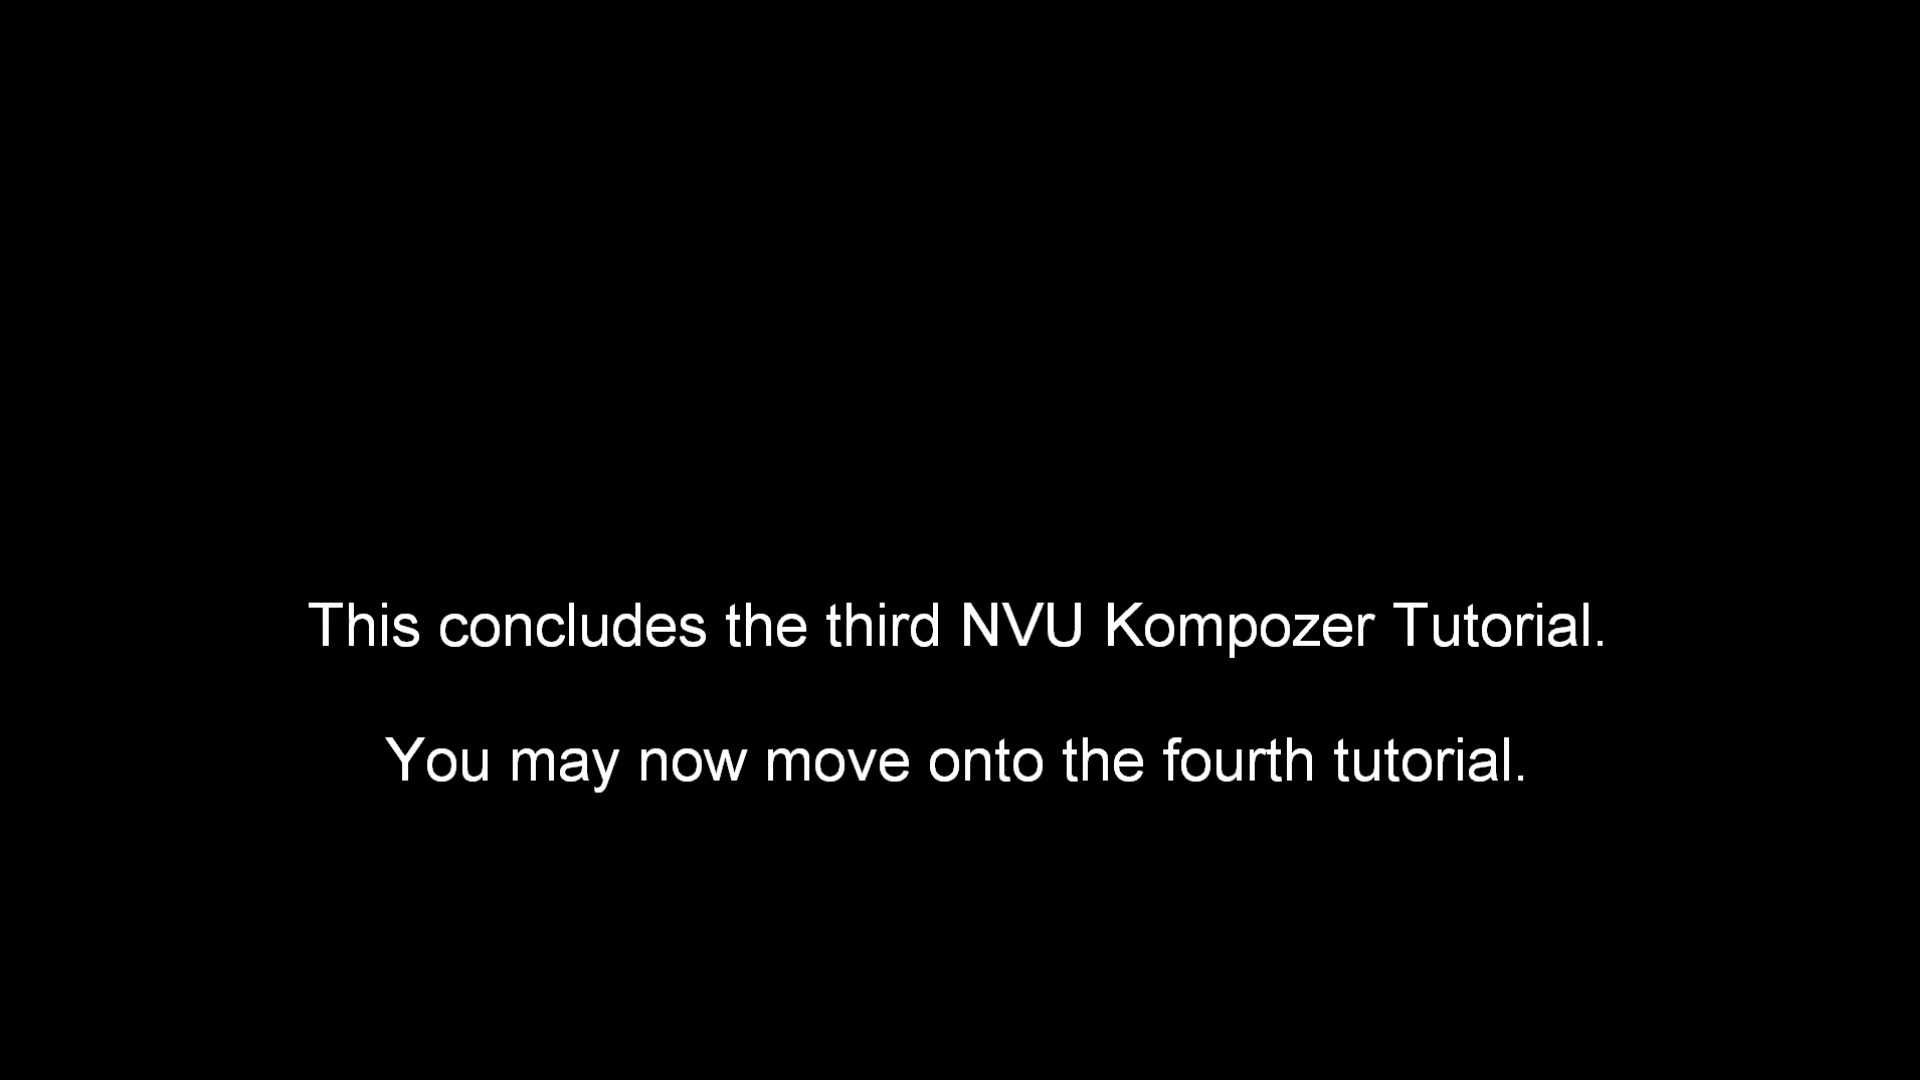 This concludes the third NVU Kompozer Tutorial.
You may now move onto the fourth tutorial.